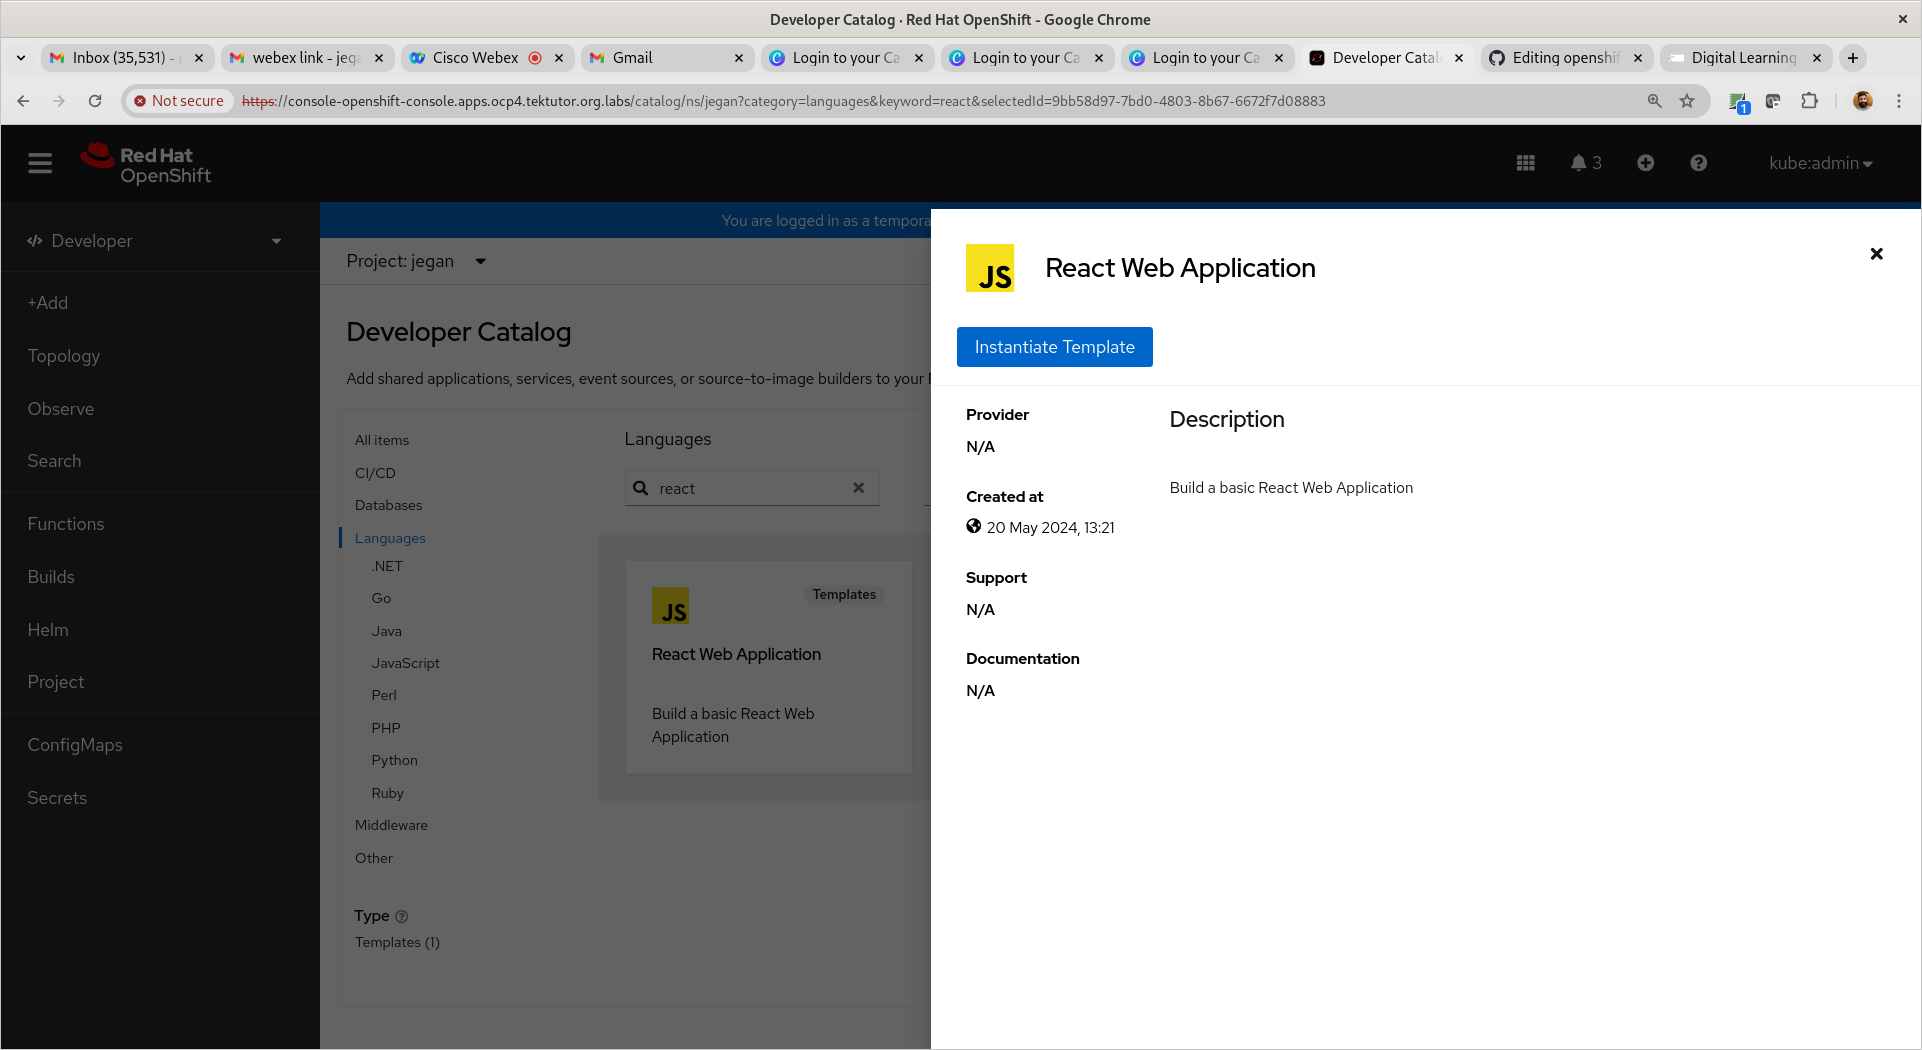 Developer Catalog · Red Hat OpenShift - Google Chrome
Inbox (35,531) -
webex link - jega
Cisco Webex
Gmail
Login to your Ca
Login to your Ca
Login to your Ca
Developer Catal
Editing openshif
Digital Learning
Not secure
https://console-openshift-console.apps.ocp4.tektutor.org.labs/catalog/ns/jegan?category=languages&keyword=react&selectedId=9bb58d97-7bd0-4803-8b67-6672f7d08883
1
Red Hat
OpenShift
3
kube:admin
Developer
+Add
Topology
Observe
Search
Functions
Builds
Helm
Project
ConfigMaps
Secrets
You are logged in as a tempora
Project: jegan
Developer Catalog
Add shared applications, services, event sources, or source-to-image builders to your
All items
CI/CD
Databases
Languages
.NET
Go
Java
JavaScript
Perl
PHP
Python
Ruby
Middleware
Other
Type
Templates (1)
Languages
react
JS
Templates
React Web Application
Build a basic React Web
Application
JS
React Web Application
Instantiate Template
Provider
N/A
Created at
20 May 2024, 13:21
Support
N/A
Documentation
N/A
Description
Build a basic React Web Application